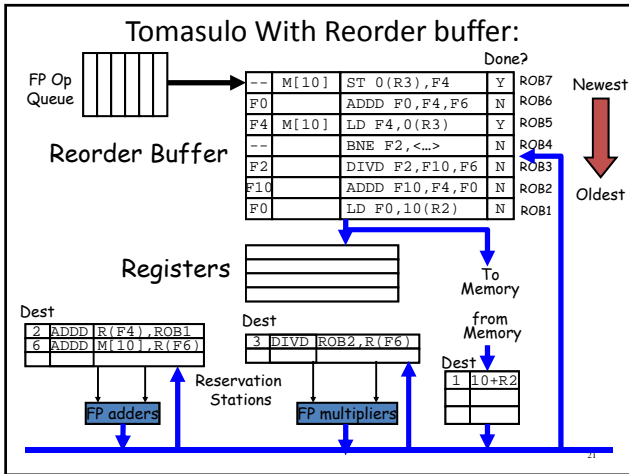 Tomasulo With Reorder buffer:
Done?
FP Op
Queue
-- M[10] ST 0(R3),F4 Y ROB7
F0 ADDD F0,F4,F6 N ROB6
F4 M[10] LD F4,0(R3) Y ROB5
-- BNE F2,<…> N ROB4
F2 DIVD F2,F10,F6 N ROB3
F10 ADDD F10,F4,F0 N ROB2
F0 LD F0,10(R2) N ROB1
Newest
Oldest
Reorder Buffer
Registers
To
Memory
from
Memory
Dest
2 ADDD R(F4),ROB1
6 ADDD M[10],R(F6)
Dest
3 DIVD ROB2,R(F6)
Dest
1 10+R2
Reservation
Stations
FP adders
FP multipliers
21